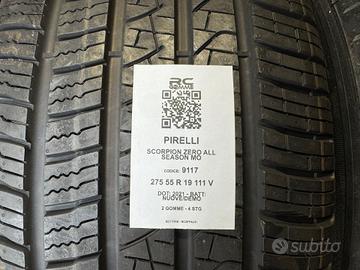 RC
GOMME
PIRELLI
SCORPION ZERO ALL
SEASON MO
CODICE: 9117
275 55 R 19 111 V
DOT: 2021 - BATT:
NUOVE/DEMO
2 GOMME - 4 STG
subito